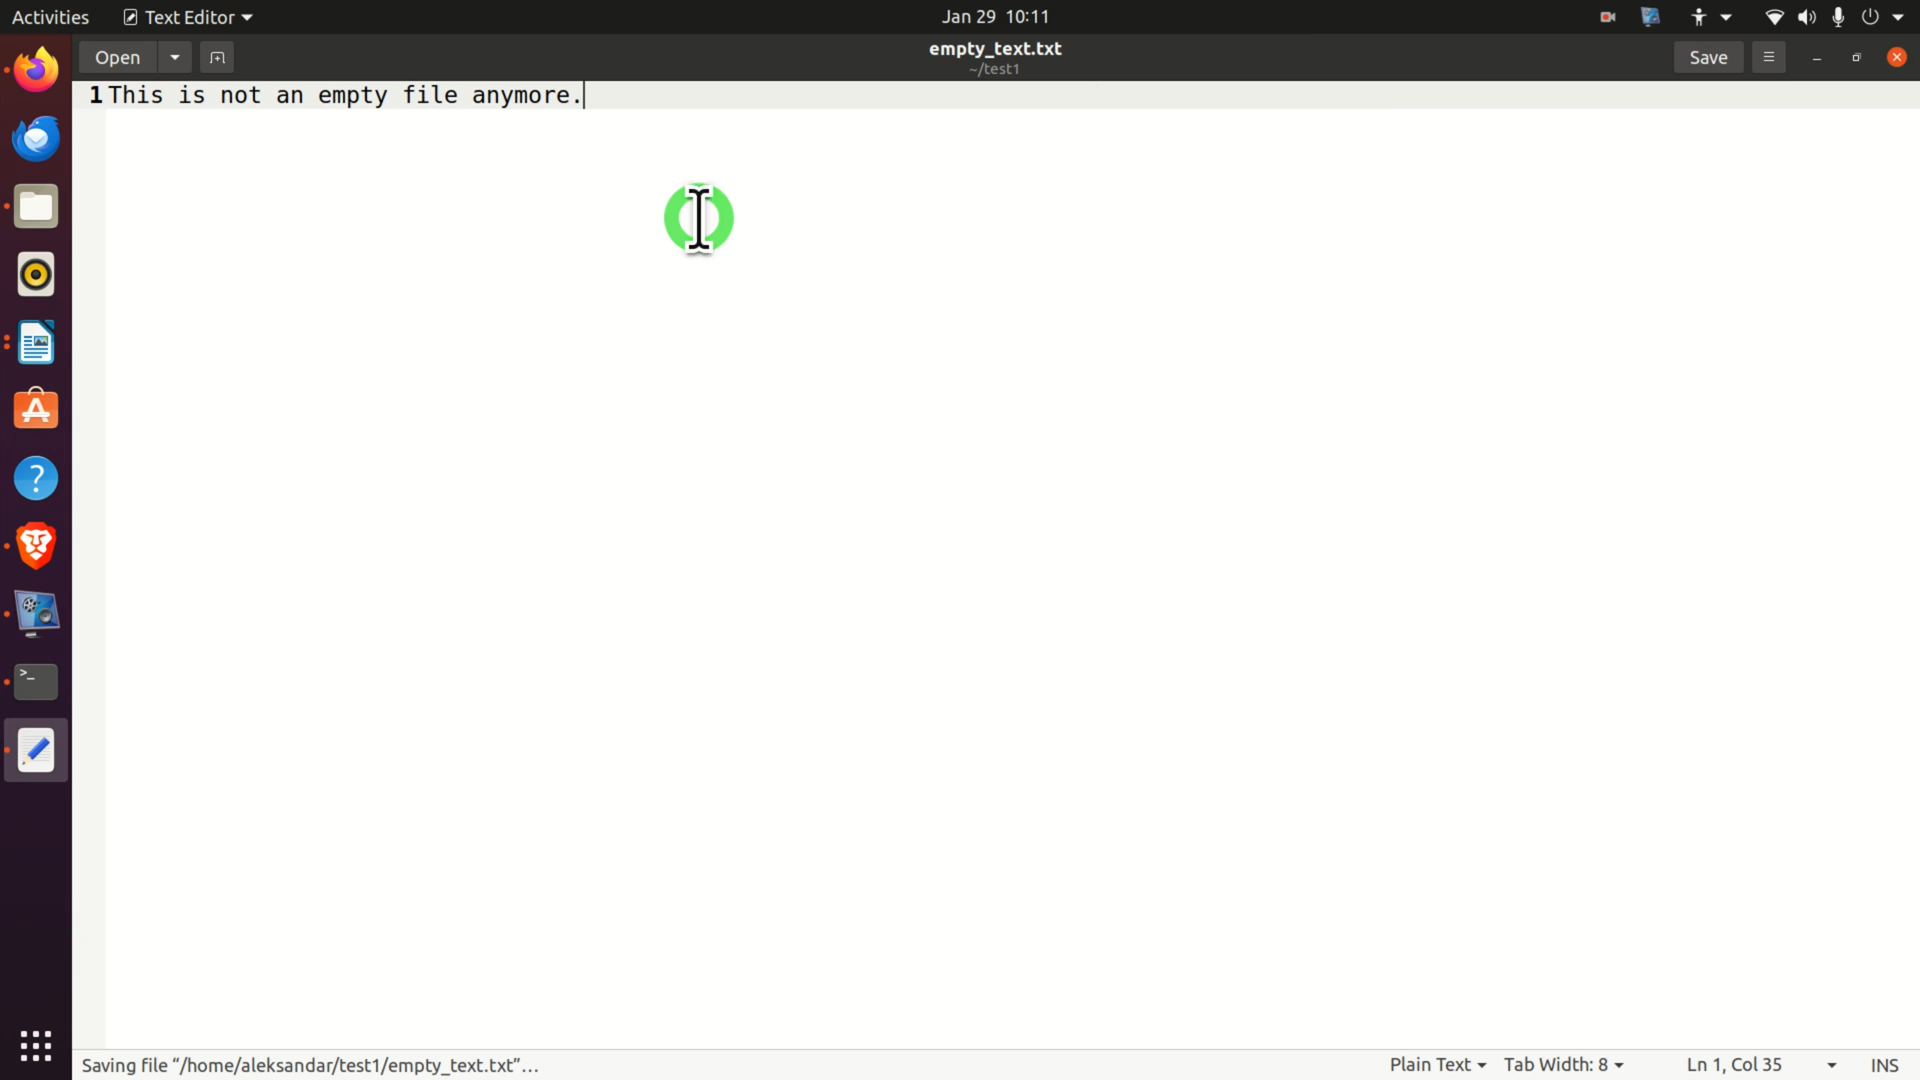 Activities Text Editor Jan 29 10:11
Open empty_text.txt Save
~/test1
1 This is not an empty file anymore.
Saving file “/home/aleksandar/test1/empty_text.txt”... Plain Text Tab Width: 8 Ln 1, Col 35 INS